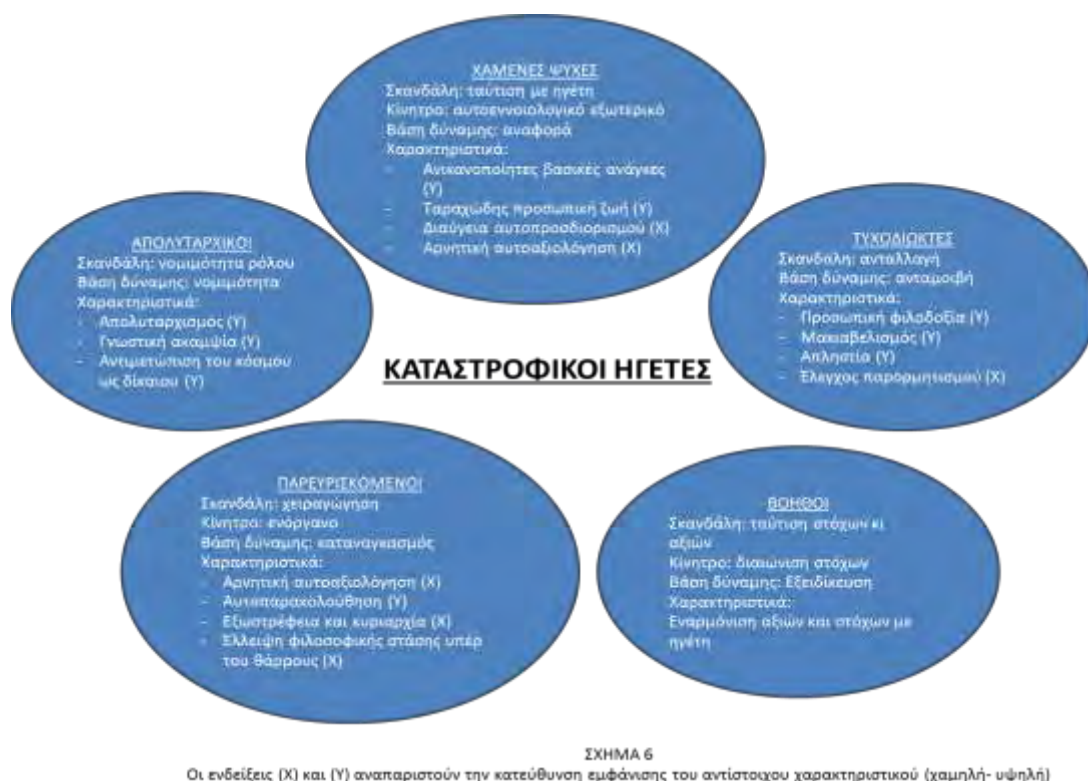 ΧΑΜΕΝΕΣ ΨΥΧΕΣ
Σκανδάλη: ταύτιση με ηγέτη
Κίνητρο: αυτοεννοιολογικό εξωτερικό
Βάση δύναμης: αναφορά
Χαρακτηριστικά:
- Ανικανοποίητες βασικές ανάγκες
(Υ)
- Ταραχώδης προσωπική ζωή (Υ)
- Διαύγεια αυτοπροσδιορισμού (Χ)
- Αρνητική αυτοαξιολόγηση (Χ)
ΑΠΟΛΥΤΑΡΧΙΚΟΙ
Σκανδάλη: νομιμότητα ρόλου
Βάση δύναμης: νομιμότητα
Χαρακτηριστικά:
- Απολυταρχισμός (Υ)
- Γνωστική ακαμψία (Υ)
- Αντιμετώπιση του κόσμου
ως δίκαιου (Υ)
ΤΥΧΟΔΙΩΚΤΕΣ
Σκανδάλη: ανταλλαγή
Βάση δύναμης: ανταμοιβή
Χαρακτηριστικά:
- Προσωπική φιλοδοξία (Υ)
- Μακιαβελισμός (Υ)
- Απληστία (Υ)
- Έλεγχος παρορμητισμού (Χ)
ΚΑΤΑΣΤΡΟΦΙΚΟΙ ΗΓΕΤΕΣ
ΠΑΡΕΥΡΙΣΚΟΜΕΝΟΙ
Σκανδάλη: χειραγώγηση
Κίνητρο: ενόργανο
Βάση δύναμης: καταναγκασμός
Χαρακτηριστικά:
- Αρνητική αυτοαξιολόγηση (Χ)
- Αυτοπαρακολούθηση (Υ)
- Εξωστρέφεια και κυριαρχία (Χ)
- Έλλειψη φιλοσοφικής στάσης υπέρ
του θάρρους (Χ)
ΒΟΗΘΟΙ
Σκανδάλη: ταύτιση στόχων κι
αξιών
Κίνητρο: διαιώνιση στόχων
Βάση δύναμης: Εξειδίκευση
Χαρακτηριστικά:
Εναρμόνιση αξιών και στόχων με
ηγέτη
ΣΧΗΜΑ 6
Οι ενδείξεις (Χ) και (Υ) αναπαριστούν την κατεύθυνση εμφάνισης του αντίστοιχου χαρακτηριστικού (χαμηλή- υψηλή)